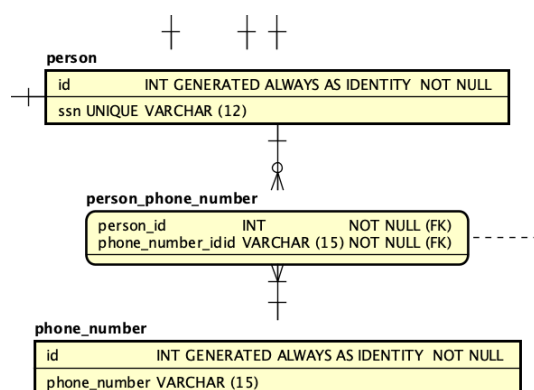 person
id INT GENERATED ALWAYS AS IDENTITY NOT NULL
ssn UNIQUE VARCHAR (12)
person_phone_number
person_id INT NOT NULL (FK)
phone_number_idid VARCHAR (15) NOT NULL (FK)
phone_number
id INT GENERATED ALWAYS AS IDENTITY NOT NULL
phone_number VARCHAR (15)